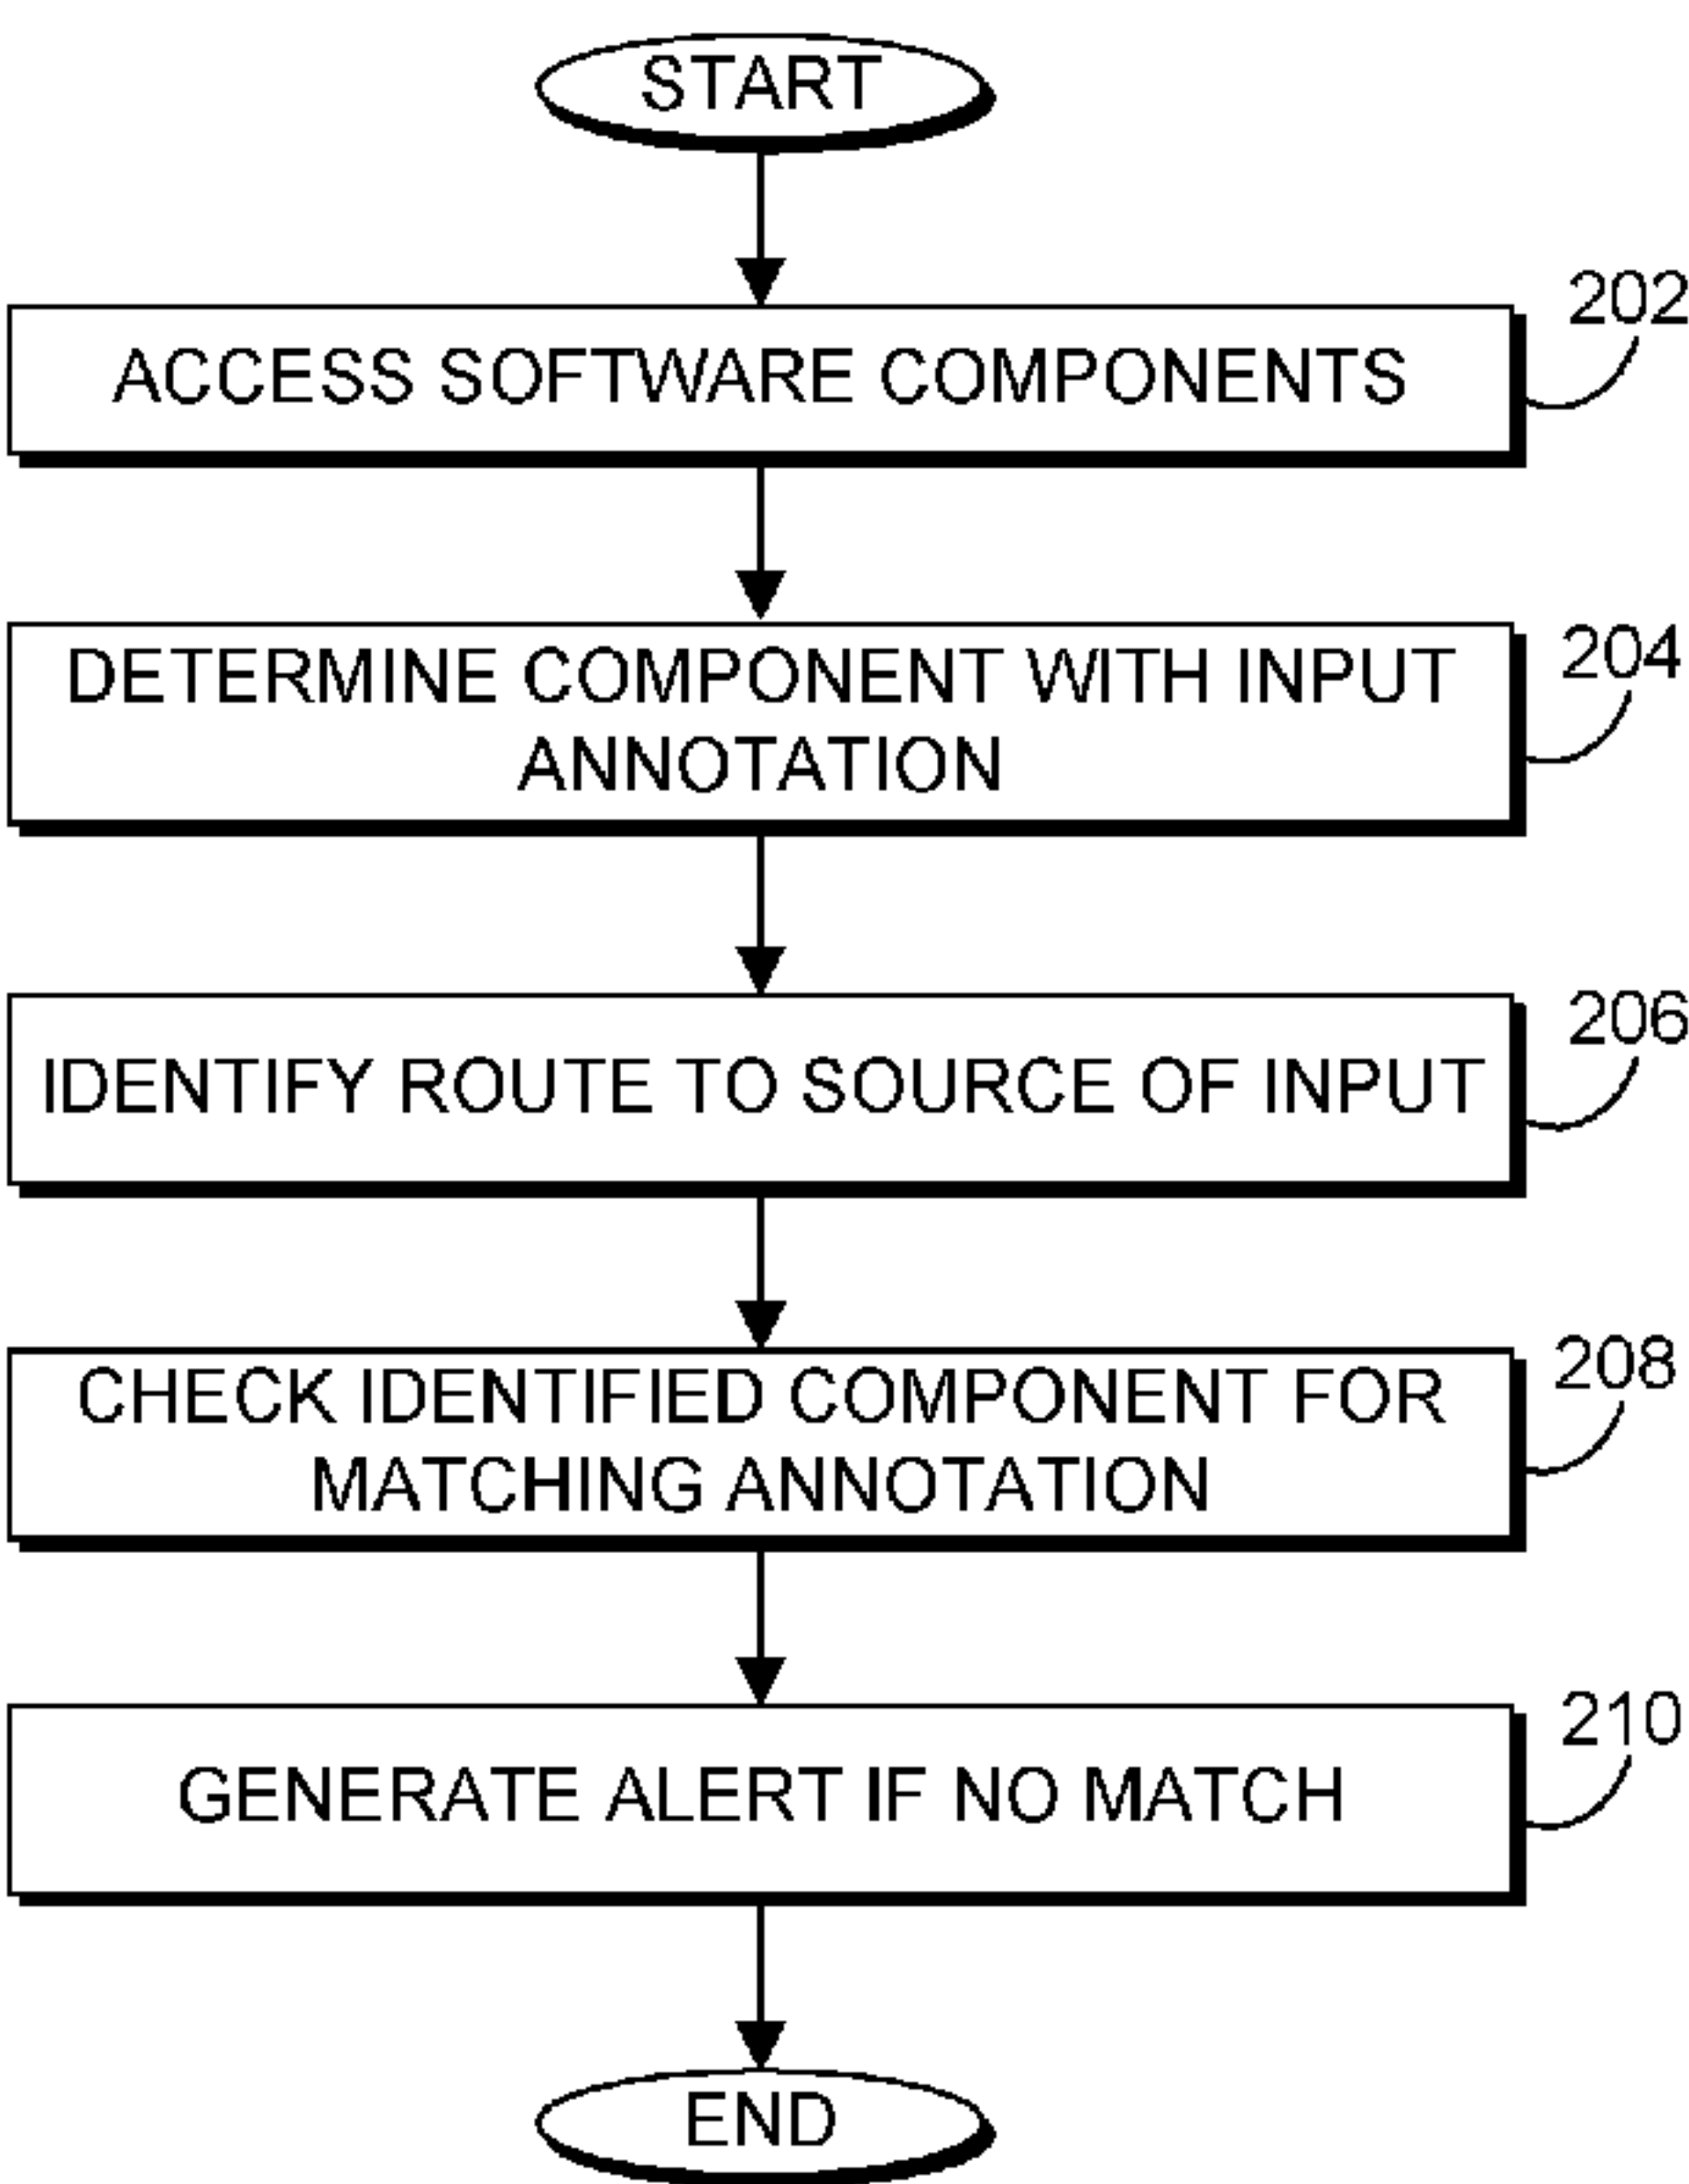 START
202
ACCESS SOFTWARE COMPONENTS
204
DETERMINE COMPONENT WITH INPUT
ANNOTATION
206
IDENTIFY ROUTE TO SOURCE OF INPUT
208
CHECK IDENTIFIED COMPONENT FOR
MATCHING ANNOTATION
210
GENERATE ALERT IF NO MATCH
END